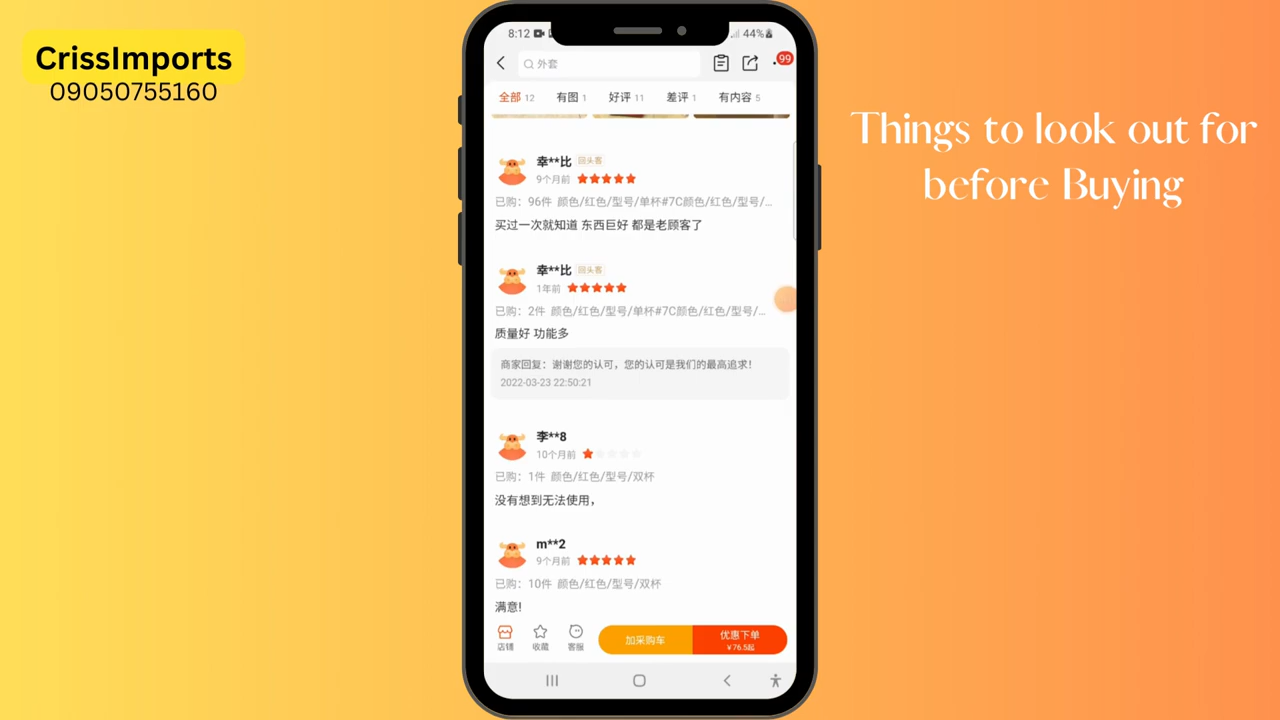 CrissImports
09050755160
Things to look out for
before Buying
8:12
44%
外套
99
全部 12 有图 1 好评 11 差评 1 有内容 5
幸**比 回头客
9个月前
已购：96件 颜色/红色/型号/单杯#7C颜色/红色/型号/...
买过一次就知道 东西巨好 都是老顾客了
幸**比 回头客
1年前
已购：2件 颜色/红色/型号/单杯#7C颜色/红色/型号/...
质量好 功能多
商家回复：谢谢您的认可，您的认可是我们的最高追求！
2022-03-23 22:50:21
李**8
10个月前
已购：1件 颜色/红色/型号/双杯
没有想到无法使用，
m**2
9个月前
已购：10件 颜色/红色/型号/双杯
满意!
店铺 收藏 客服 加采购车 优惠下单
¥76.5起